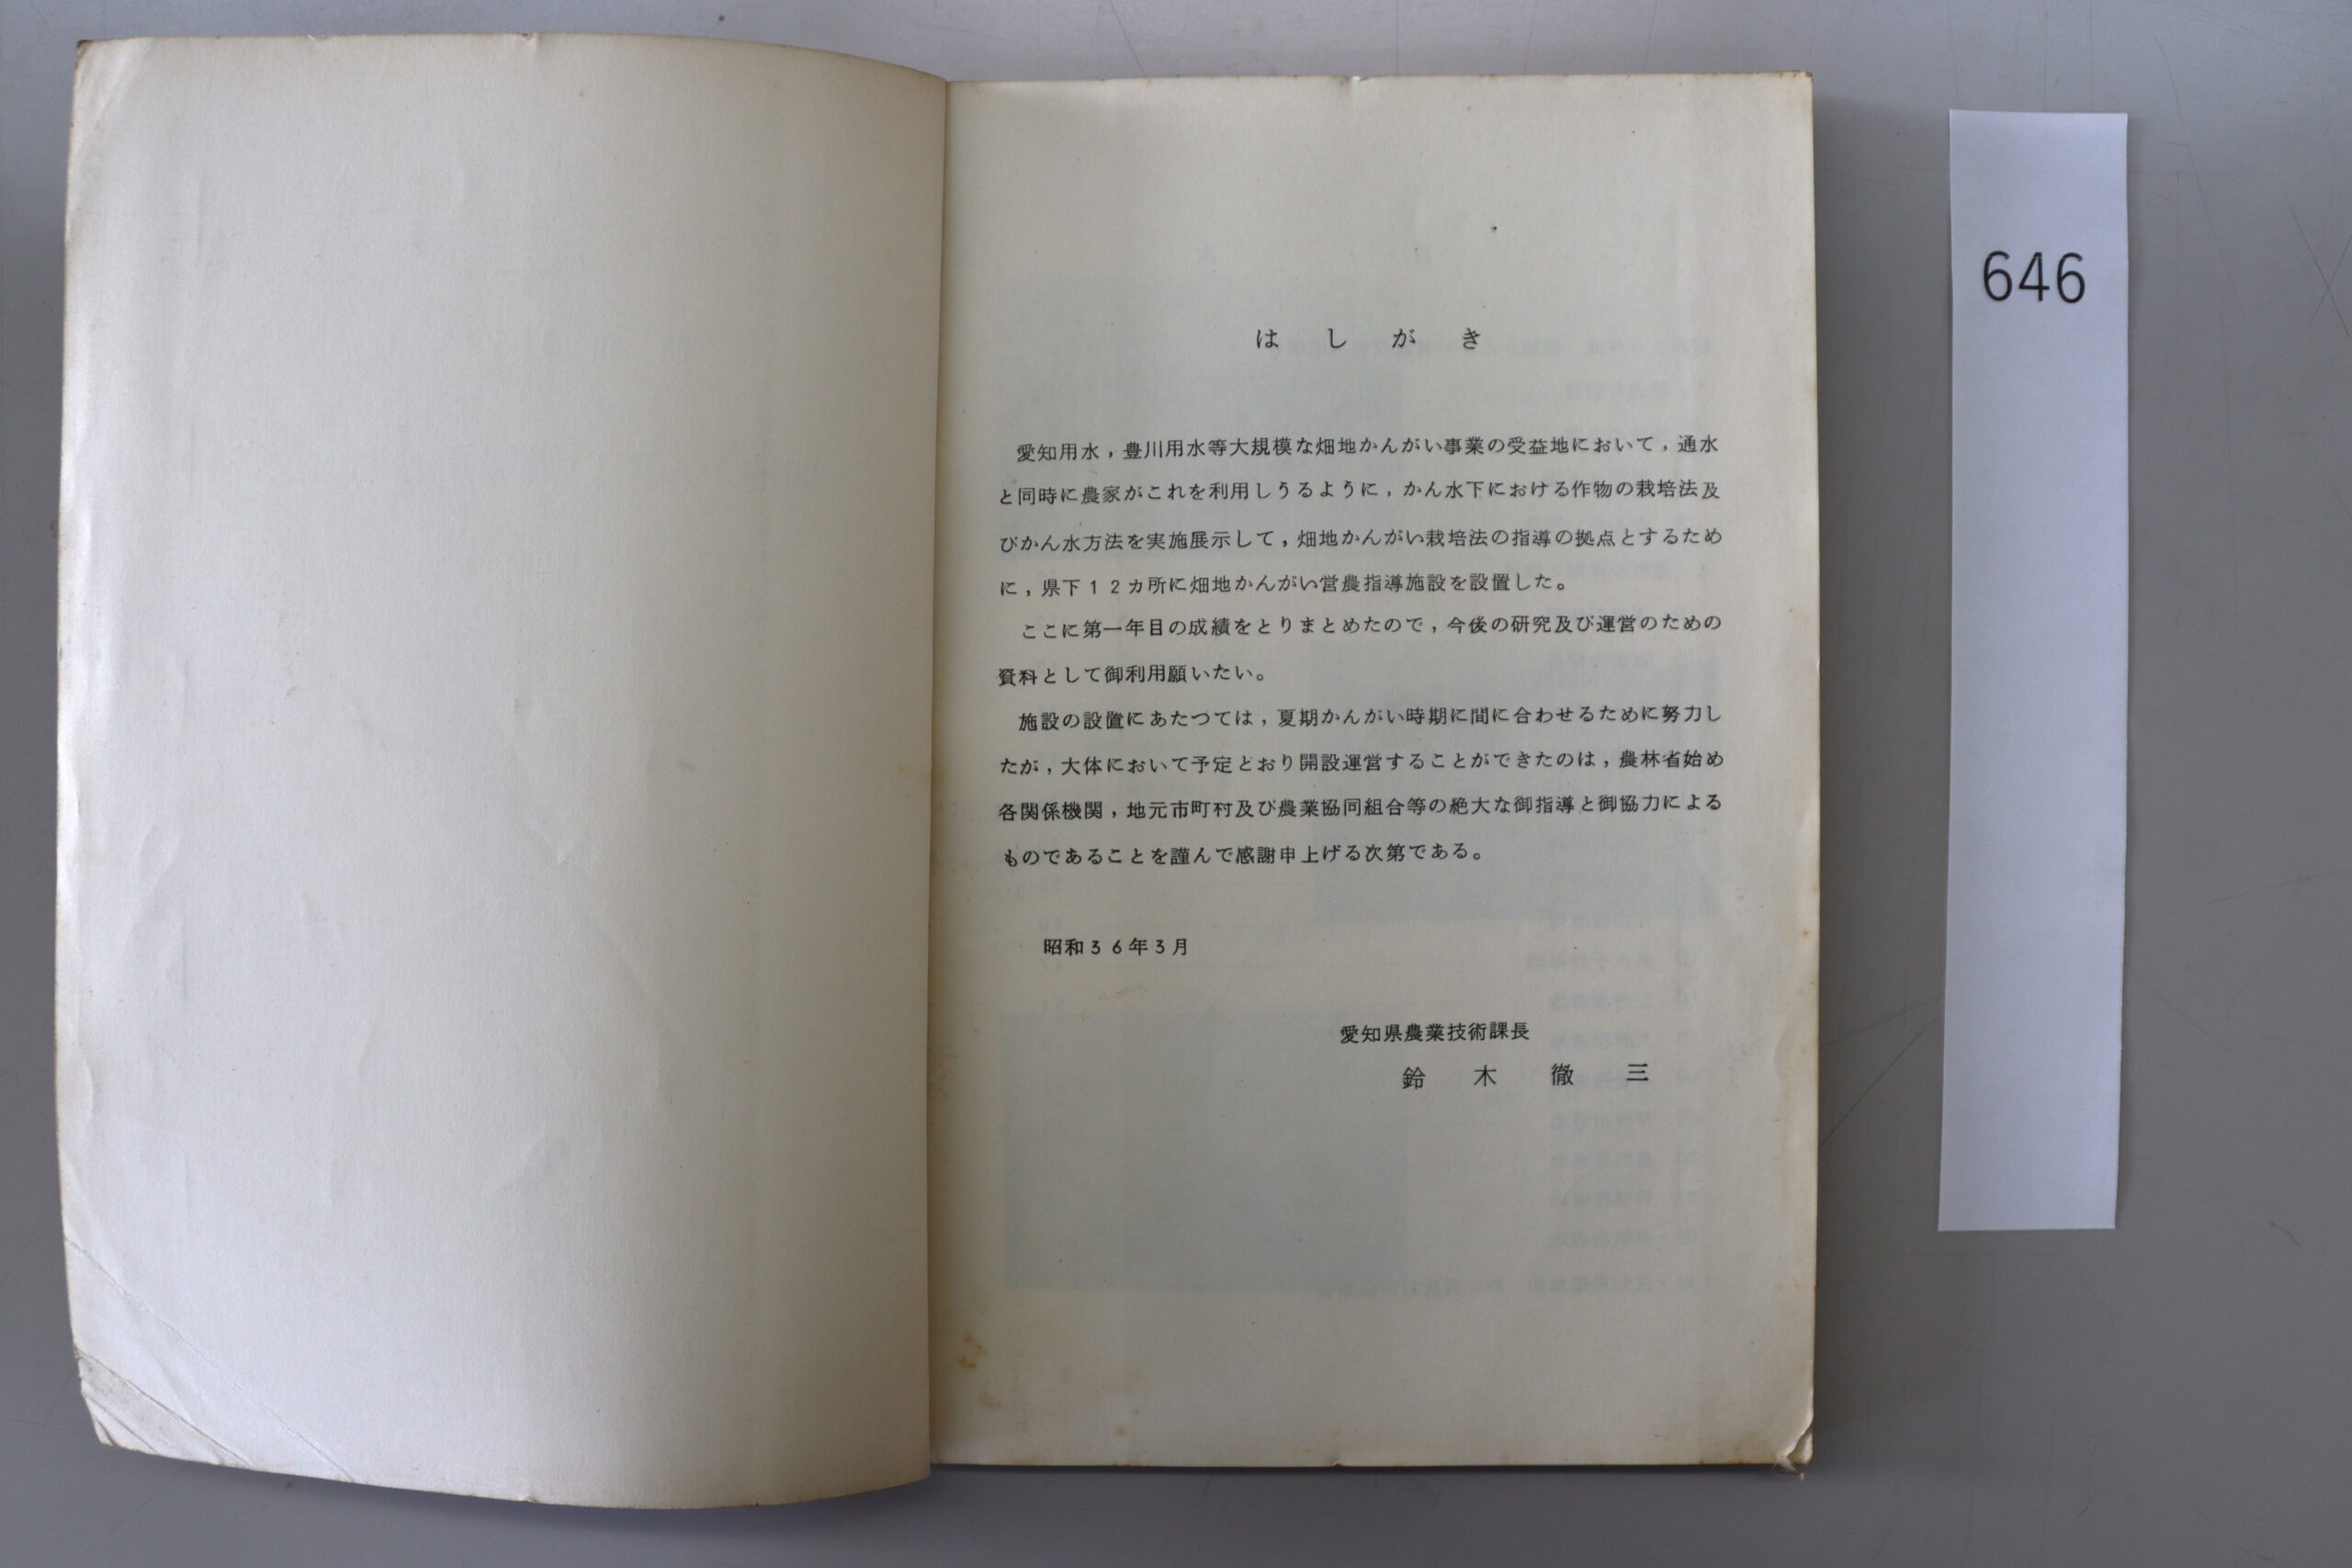 はしがき
愛知用水，豊川用水等大規模な畑地かんがい事業の受益地において，通水
と同時に農家がこれを利用しうるように，かん水下における作物の栽培法及
びかん水方法を実施展示して，畑地かんがい栽培法の指導の拠点とするため
に，県下１２カ所に畑地かんがい営農指導施設を設置した。
ここに第一年目の成績をとりまとめたので，今後の研究及び運営のための
資料として御利用願いたい。
施設の設置にあたつては，夏期かんがい時期に間に合わせるために努力し
たが，大体において予定どおり開設運営することができたのは，農林省始め
各関係機関，地元市町村及び農業協同組合等の絶大な御指導と御協力による
ものであることを謹んで感謝申上げる次第である。
昭和３６年３月
愛知県農業技術課長
鈴木徹三
646